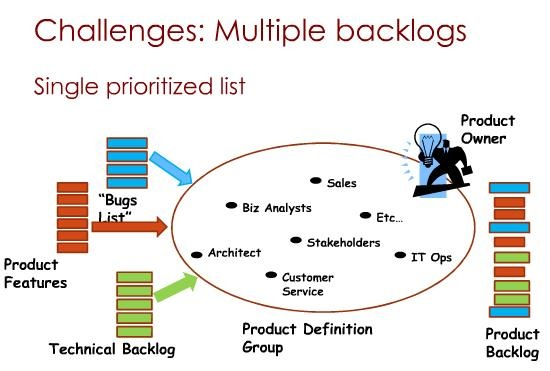 Challenges: Multiple backlogs
Single prioritized list
Product
Owner
"Bugs
List"
Sales
Biz Analysts
Etc...
Stakeholders
Architect
IT Ops
Customer
Service
Product
Features
Technical Backlog
Product Definition
Group
Product
Backlog